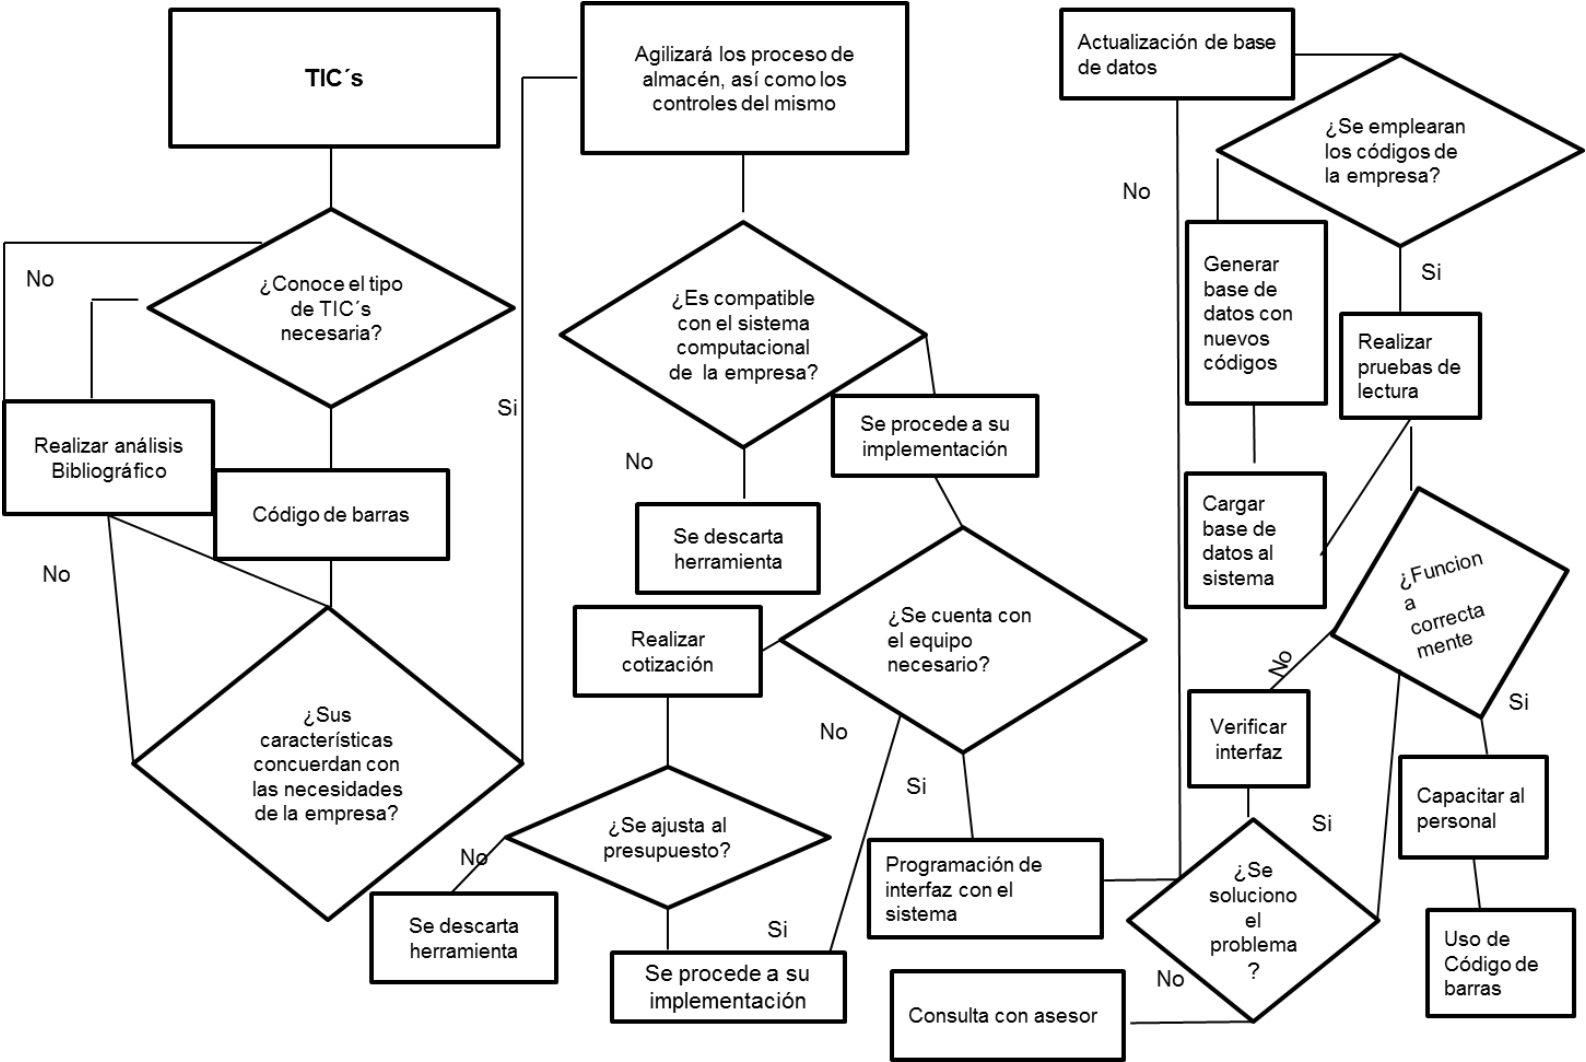 TIC´s
No
¿Conoce el tipo
de TIC´s
necesaria?
Realizar análisis
Bibliográfico
Código de barras
No
¿Sus
características
concuerdan con
las necesidades
de la empresa?
Si
Agilizará los proceso de
almacén, así como los
controles del mismo
¿Es compatible
con el sistema
computacional
de la empresa?
No
Se descarta
herramienta
Se procede a su
implementación
¿Se cuenta con
el equipo
necesario?
Realizar
cotización
No
Si
¿Se ajusta al
presupuesto?
No
Se descarta
herramienta
Si
Se procede a su
implementación
Programación de
interfaz con el
sistema
Actualización de base
de datos
No
¿Se emplearan
los códigos de
la empresa?
Si
Generar
base de
datos con
nuevos
códigos
Realizar
pruebas de
lectura
Cargar
base de
datos al
sistema
¿Funcion
a
correcta
mente
No
Si
Verificar
interfaz
Si
Capacitar al
personal
¿Se
soluciono
el
problema
?
No
Uso de
Código de
barras
Consulta con asesor